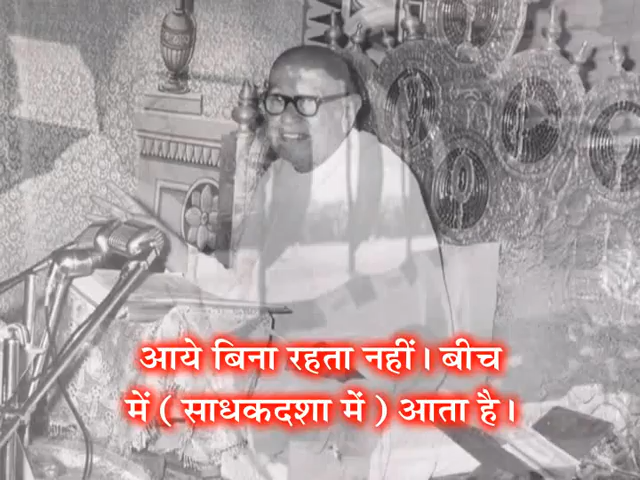 आये बिना रहता नहीं। बीच
में ( साधकदशा में ) आता है।